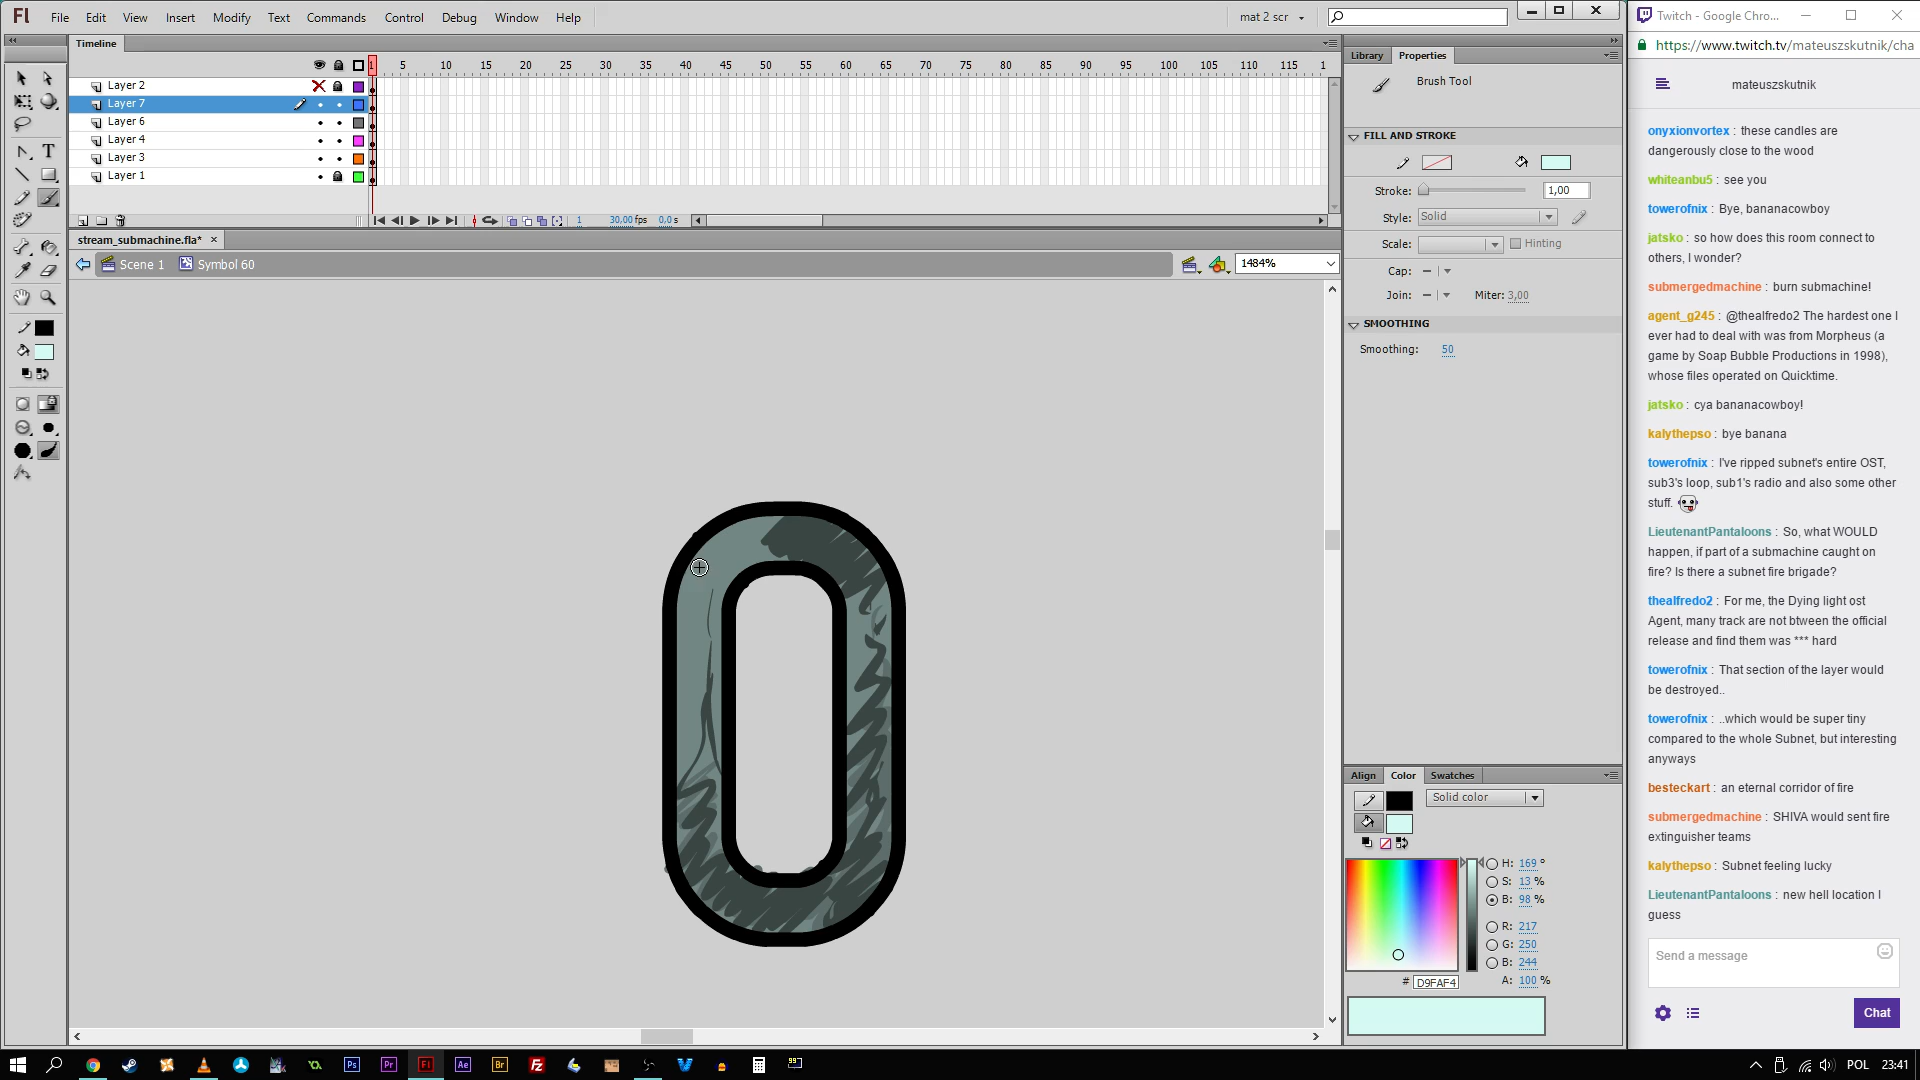 Fl File Edit View Insert Modify Text Commands Control Debug Window Help mat 2 scr
Twitch - Google Chro...
https://www.twitch.tv/mateuszskutnik/cha
Timeline
1 5 10 15 20 25 30 35 40 45 50 55 60 65 70 75 80 85 90 95 100 105 110 115 1
Layer 2
Layer 7
Layer 6
Layer 4
Layer 3
Layer 1
1 30,00 fps 0,0 s
stream_submachine.fla*
Scene 1 Symbol 60 1484%
Library Properties
Brush Tool
FILL AND STROKE
Stroke: 1,00
Style: Solid
Scale: Hinting
Cap:
Join: Miter: 3,00
SMOOTHING
Smoothing: 50
Align Color Swatches
Solid color
H: 169 °
S: 13 %
B: 98 %
R: 217
G: 250
B: 244
# D9FAF4 A: 100 %
mateuszskutnik
onyxionvortex : these candles are
dangerously close to the wood
whiteanbu5 : see you
towerofnix : Bye, bananacowboy
jatsko : so how does this room connect to
others, I wonder?
submergedmachine : burn submachine!
agent_g245 : @thealfredo2 The hardest one I
ever had to deal with was from Morpheus (a
game by Soap Bubble Productions in 1998),
whose files operated on Quicktime.
jatsko : cya bananacowboy!
kalythepso : bye banana
towerofnix : I've ripped subnet's entire OST,
sub3's loop, sub1's radio and also some other
stuff.
LieutenantPantaloons : So, what WOULD
happen, if part of a submachine caught on
fire? Is there a subnet fire brigade?
thealfredo2 : For me, the Dying light ost
Agent, many track are not btween the official
release and find them was *** hard
towerofnix : That section of the layer would
be destroyed..
towerofnix : ..which would be super tiny
compared to the whole Subnet, but interesting
anyways
besteckart : an eternal corridor of fire
submergedmachine : SHIVA would sent fire
extinguisher teams
kalythepso : Subnet feeling lucky
LieutenantPantaloons : new hell location I
guess
Send a message
Chat
Ps Pr Fl Ae Br Fz
POL 23:41